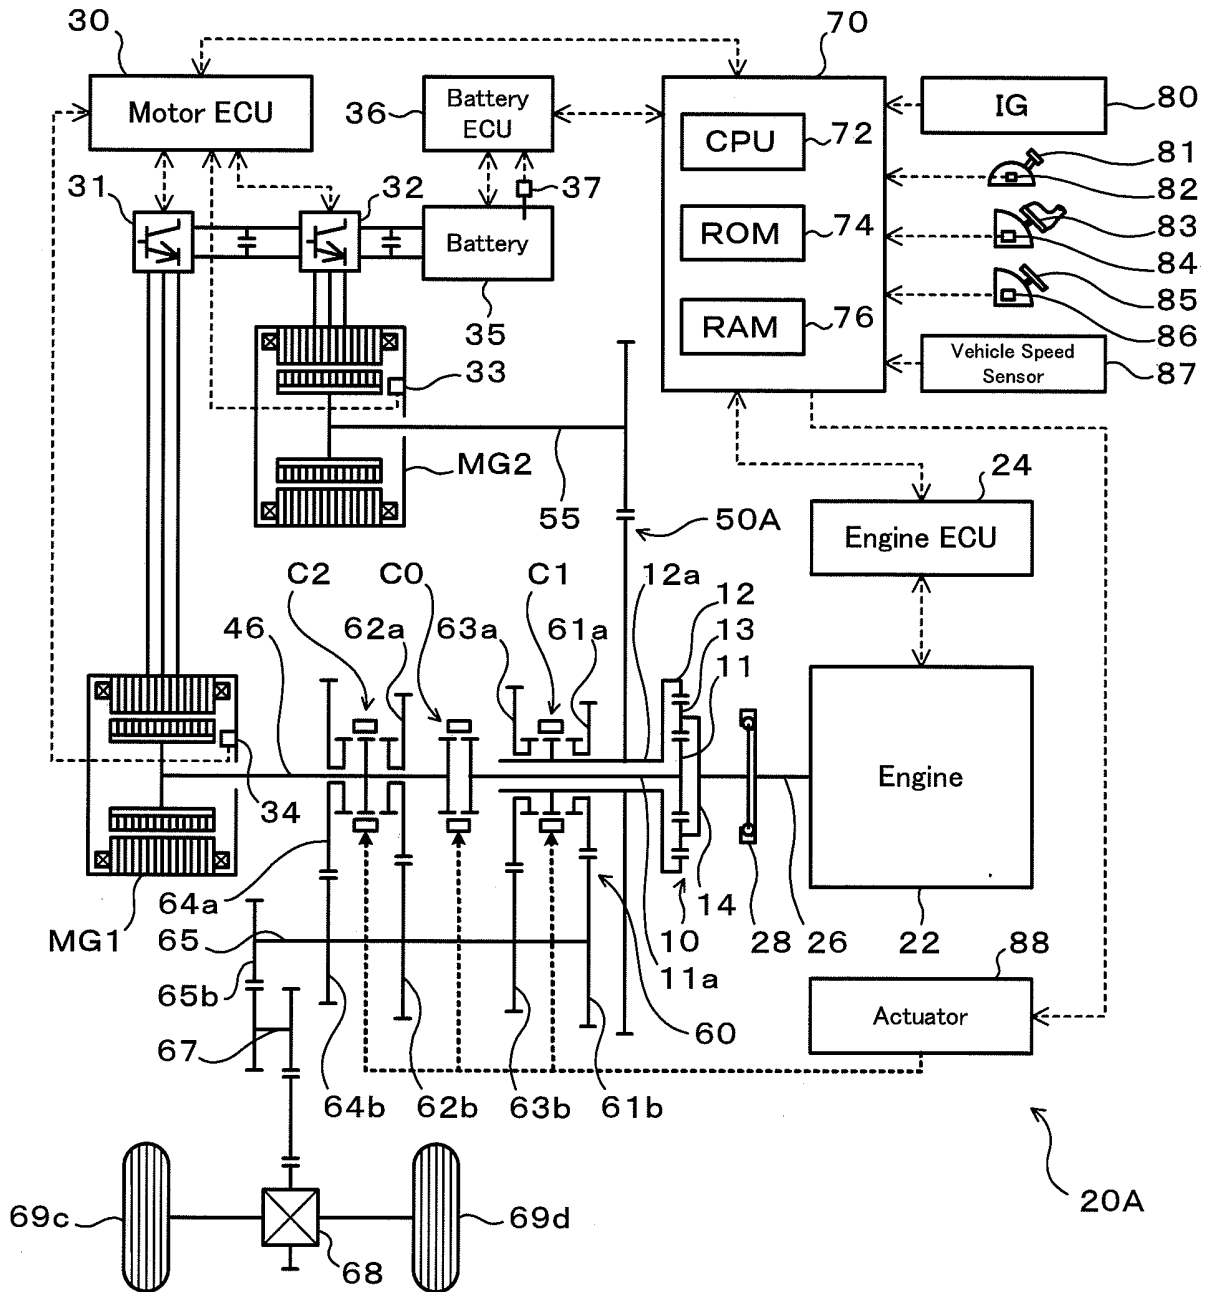 30
70
Motor ECU
36
Battery
ECU
IG
80
CPU
72
81
82
31
32
37
83
Battery
ROM
74
84
85
35
RAM
76
86
33
Vehicle Speed
Sensor
87
MG2
24
55
50A
Engine ECU
C2
C0
C1
12a
12
46
62a
63a
61a
13
11
Engine
34
64a
MG1
65
10
14
28
26
22
88
65b
11a
Actuator
67
60
64b
62b
63b
61b
20A
69c
69d
68